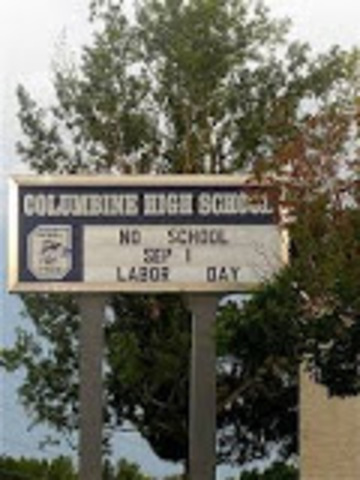 COLUMBINE HIGH SCHOOL
NO SCHOOL
SEP 1
LABOR DAY